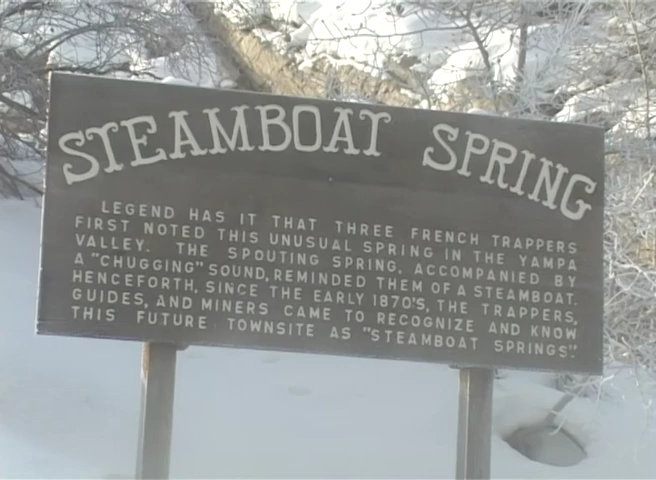 STEAMBOAT SPRING
LEGEND HAS IT THAT THREE FRENCH TRAPPERS
FIRST NOTED THIS UNUSUAL SPRING IN THE YAMPA
VALLEY. THE SPOUTING SPRING, ACCOMPANIED BY
A "CHUGGING" SOUND, REMINDED THEM OF A STEAMBOAT.
HENCEFORTH, SINCE THE EARLY 1870'S, THE TRAPPERS,
GUIDES, AND MINERS CAME TO RECOGNIZE AND KNOW
THIS FUTURE TOWNSITE AS "STEAMBOAT SPRINGS".